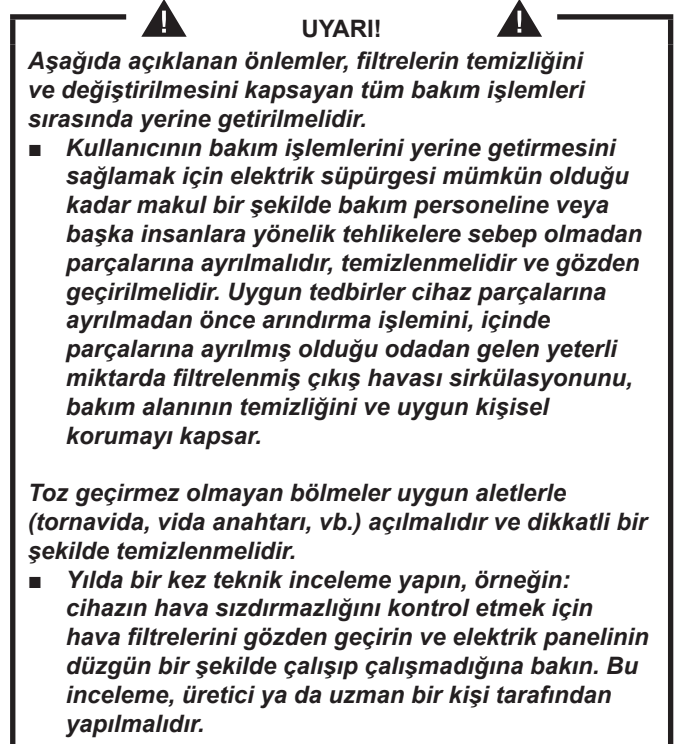 UYARI!
Aşağıda açıklanan önlemler, filtrelerin temizliğini
ve değiştirilmesini kapsayan tüm bakım işlemleri
sırasında yerine getirilmelidir.
■ Kullanıcının bakım işlemlerini yerine getirmesini
sağlamak için elektrik süpürgesi mümkün olduğu
kadar makul bir şekilde bakım personeline veya
başka insanlara yönelik tehlikelere sebep olmadan
parçalarına ayrılmalıdır, temizlenmelidir ve gözden
geçirilmelidir. Uygun tedbirler cihaz parçalarına
ayrılmadan önce arındırma işlemini, içinde
parçalarına ayrılmış olduğu odadan gelen yeterli
miktarda filtrelenmiş çıkış havası sirkülasyonunu,
bakım alanının temizliğini ve uygun kişisel
korumayı kapsar.
Toz geçirmez olmayan bölmeler uygun aletlerle
(tornavida, vida anahtarı, vb.) açılmalıdır ve dikkatli bir
şekilde temizlenmelidir.
■ Yılda bir kez teknik inceleme yapın, örneğin:
cihazın hava sızdırmazlığını kontrol etmek için
hava filtrelerini gözden geçirin ve elektrik panelinin
düzgün bir şekilde çalışıp çalışmadığına bakın. Bu
inceleme, üretici ya da uzman bir kişi tarafından
yapılmalıdır.